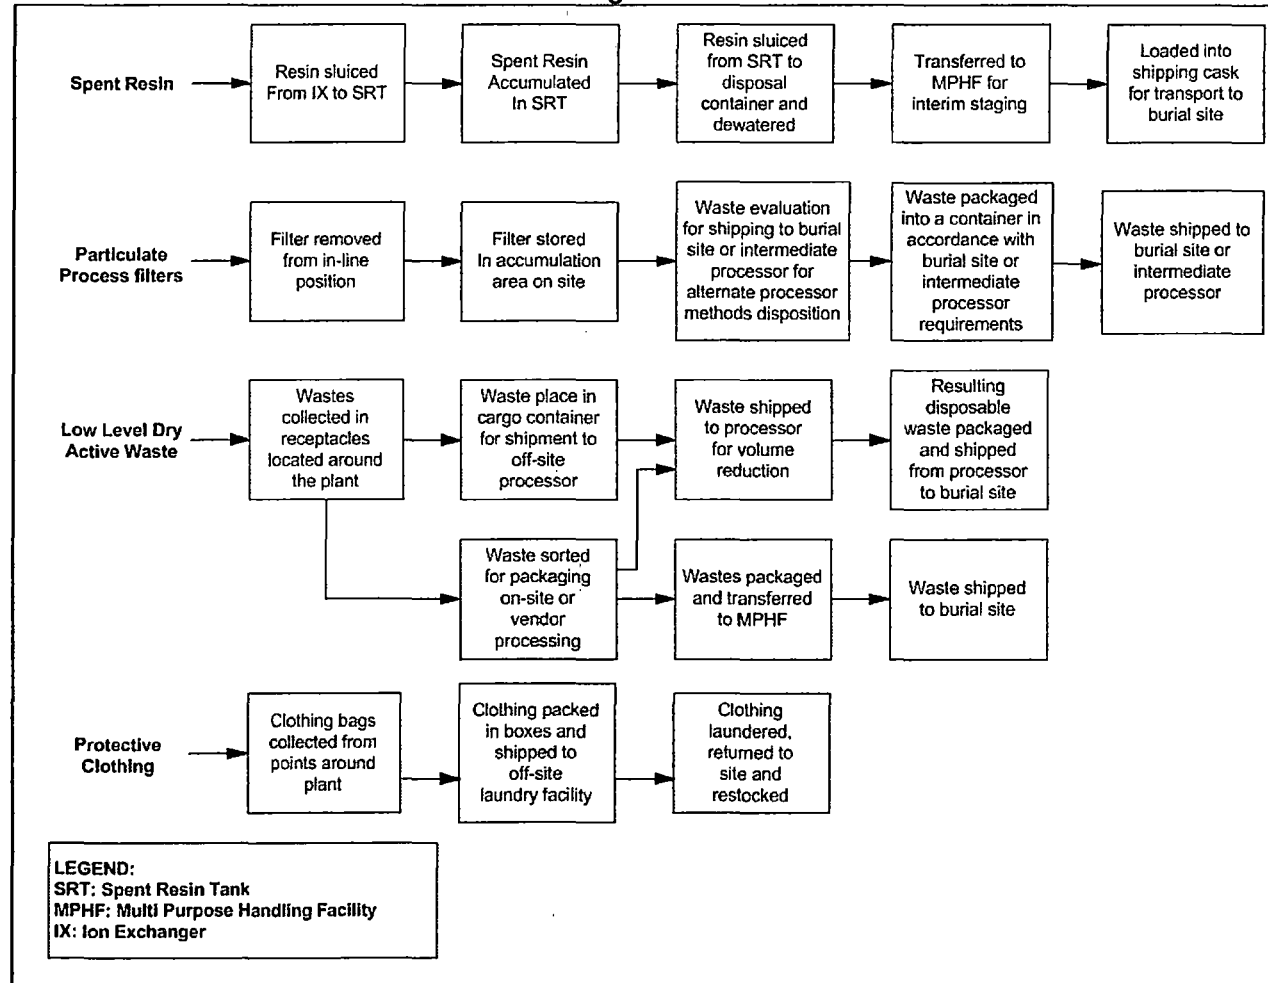 Spent Resin
Resin sluiced
From IX to SRT
Spent Resin
Accumulated
In SRT
Resin sluiced
from SRT to
disposal
container and
dewatered
Transferred to
MPHF for
interim staging
Loaded into
shipping cask
for transport to
burial site
Particulate
Process filters
Filter removed
from in-line
position
Filter stored
In accumulation
area on site
Waste evaluation
for shipping to burial
site or intermediate
processor for
alternate processor
methods disposition
Waste packaged
into a container in
accordance with
burial site or
intermediate
processor
requirements
Waste shipped to
burial site or
intermediate
processor
Low Level Dry
Active Waste
Wastes
collected in
receptacles
located around
the plant
Waste place in
cargo container
for shipment to
off-site
processor
Waste shipped
to processor
for volume
reduction
Resulting
disposable
waste packaged
and shipped
from processor
to burial site
Waste sorted
for packaging
on-site or
vendor
processing
Wastes packaged
and transferred
to MPHF
Waste shipped
to burial site
Protective
Clothing
Clothing bags
collected from
points around
plant
Clothing packed
in boxes and
shipped to
off-site
laundry facility
Clothing
laundered,
returned to
site and
restocked
LEGEND:
SRT: Spent Resin Tank
MPHF: Multi Purpose Handling Facility
IX: Ion Exchanger